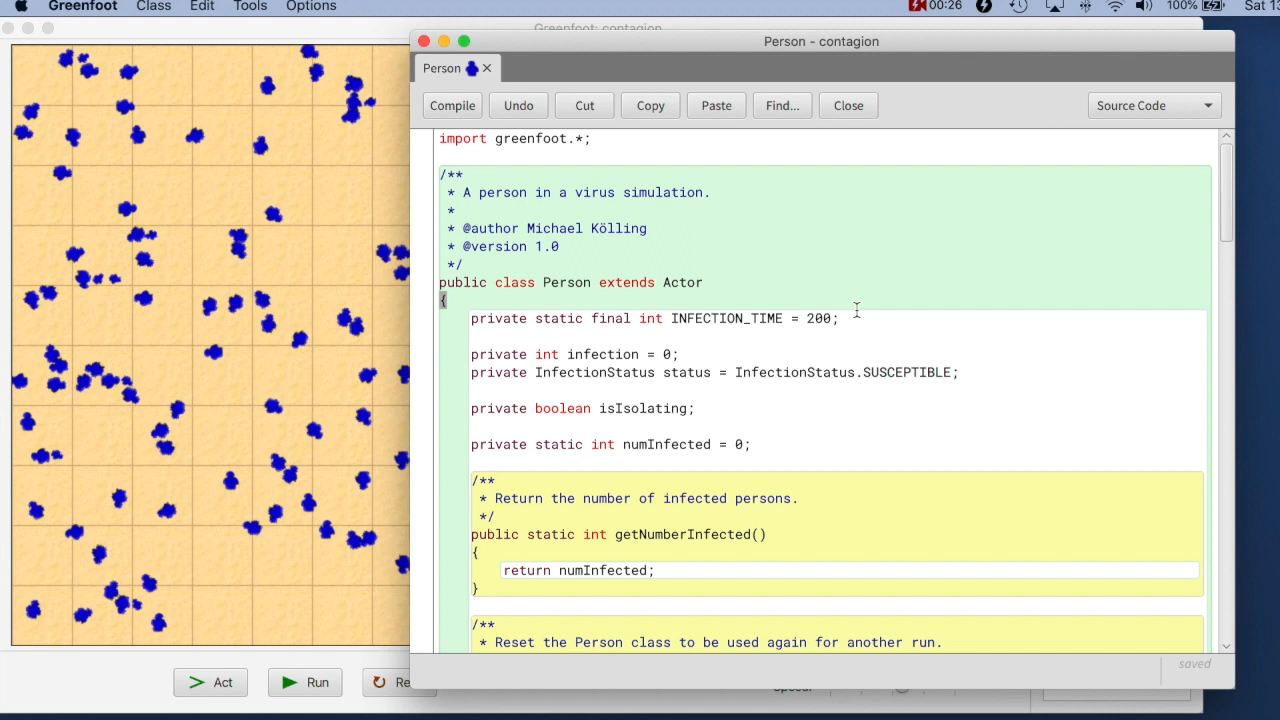 Greenfoot Class Edit Tools Options 00:26 100% Sat 13
Greenfoot: contagion
Person - contagion
Person
Compile Undo Cut Copy Paste Find... Close Source Code
import greenfoot.*;
/**
* A person in a virus simulation.
*
* @author Michael Kölling
* @version 1.0
*/
public class Person extends Actor
{
private static final int INFECTION_TIME = 200;
private int infection = 0;
private InfectionStatus status = InfectionStatus.SUSCEPTIBLE;
private boolean isIsolating;
private static int numInfected = 0;
/**
* Return the number of infected persons.
*/
public static int getNumberInfected()
{
return numInfected;
}
/**
* Reset the Person class to be used again for another run.
saved
> Act Run Re